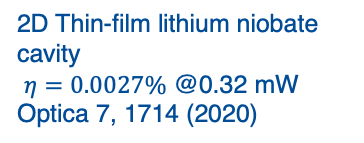 2D Thin-film lithium niobate
cavity
η = 0.0027% @0.32 mW
Optica 7, 1714 (2020)